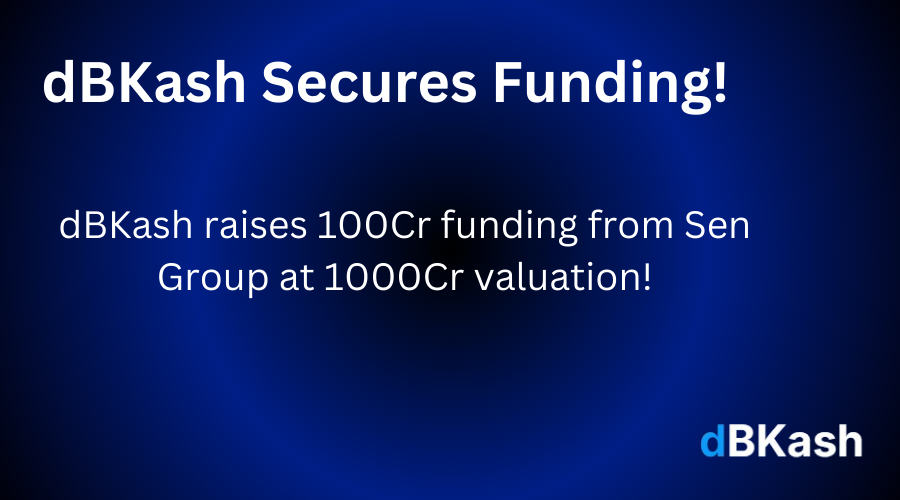 dBKash Secures Funding!
dBKash raises 100Cr funding from Sen
Group at 1000Cr valuation!
dBKash